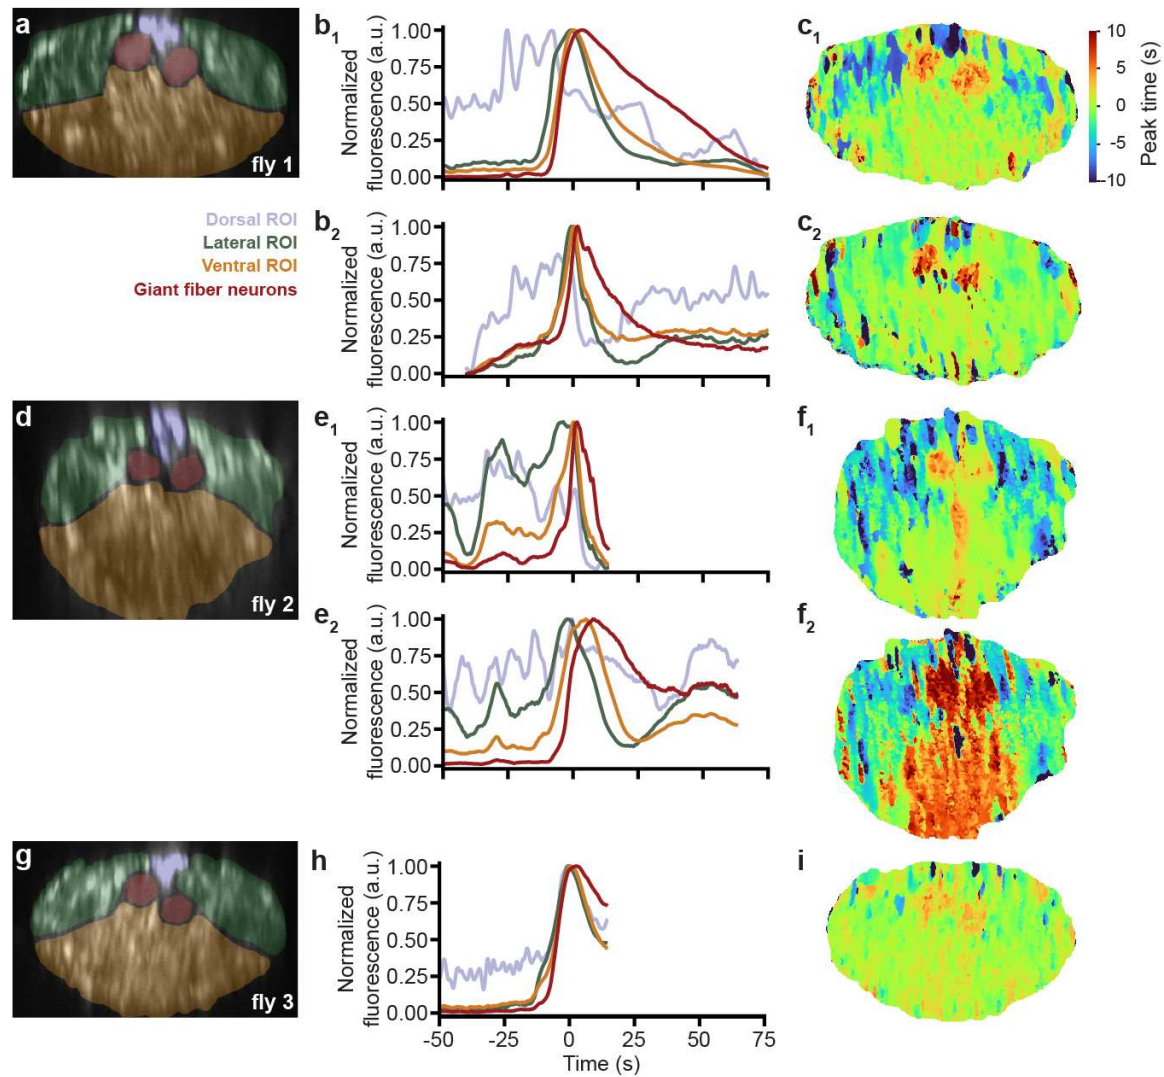 a
fly 1
b1
Normalized
fluorescence (a.u.)
1.00
0.75
0.50
0.25
0.00
c1
10
5
0
−5
−10
Peak time (s)
Dorsal ROI
Lateral ROI
Ventral ROI
Giant fiber neurons
b2
Normalized
fluorescence (a.u.)
1.00
0.75
0.50
0.25
0.00
c2
d
fly 2
e1
Normalized
fluorescence (a.u.)
1.00
0.75
0.50
0.25
0.00
f1
e2
Normalized
fluorescence (a.u.)
1.00
0.75
0.50
0.25
0.00
f2
g
fly 3
h
Normalized
fluorescence (a.u.)
1.00
0.75
0.50
0.25
0.00
-50 -25 0 25 50 75
Time (s)
i